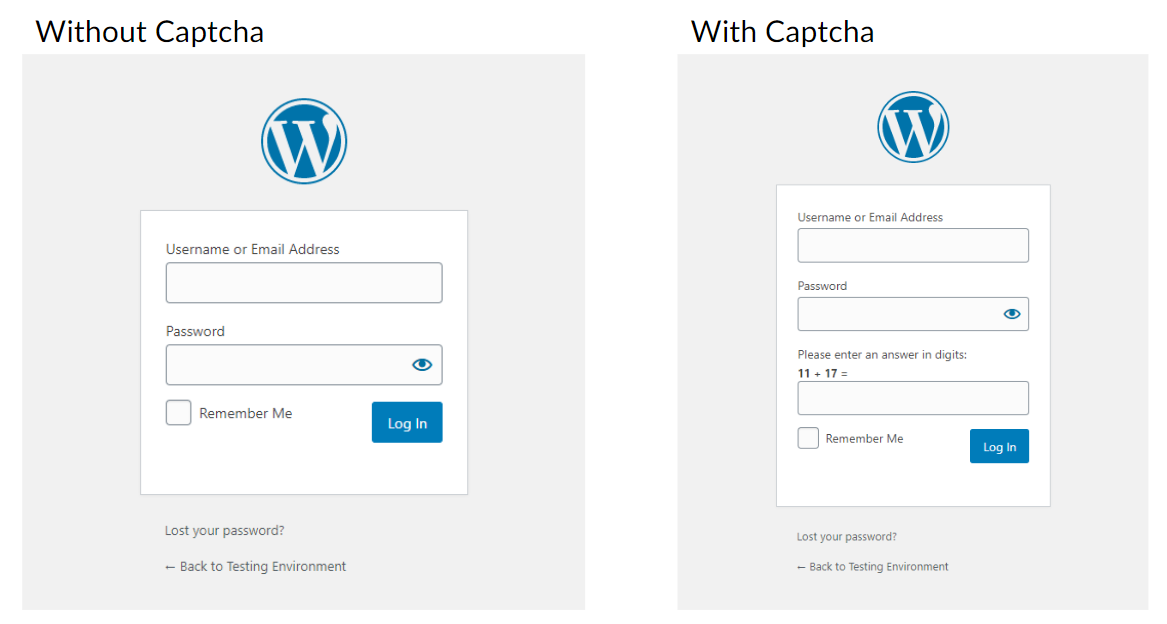 Without Captcha
Username or Email Address
Password
Remember Me
Log In
Lost your password?
← Back to Testing Environment
With Captcha
Username or Email Address
Password
Please enter an answer in digits:
11 + 17 =
Remember Me
Log In
Lost your password?
← Back to Testing Environment